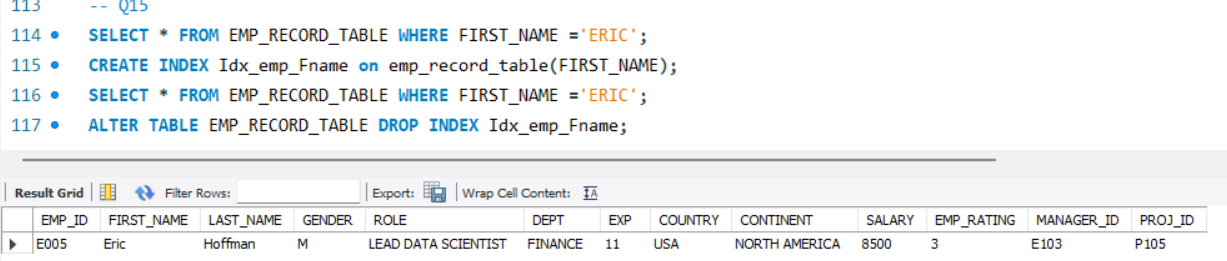 113 -- Q15
114 SELECT * FROM EMP_RECORD_TABLE WHERE FIRST_NAME ='ERIC';
115 CREATE INDEX Idx_emp_Fname on emp_record_table(FIRST_NAME);
116 SELECT * FROM EMP_RECORD_TABLE WHERE FIRST_NAME ='ERIC';
117 ALTER TABLE EMP_RECORD_TABLE DROP INDEX Idx_emp_Fname;
Result Grid Filter Rows: Export: Wrap Cell Content: IA
EMP_ID FIRST_NAME LAST_NAME GENDER ROLE DEPT EXP COUNTRY CONTINENT SALARY EMP_RATING MANAGER_ID PROJ_ID
E005 Eric Hoffman M LEAD DATA SCIENTIST FINANCE 11 USA NORTH AMERICA 8500 3 E103 P105